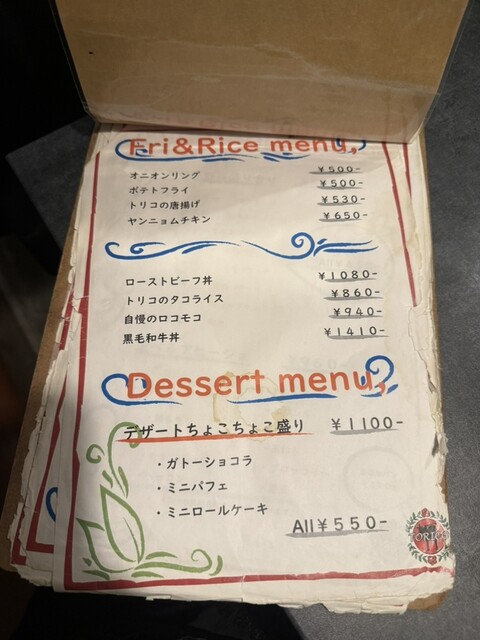 Fri&Rice menu,
オニオンリング ¥500-
ポテトフライ ¥500-
トリコの唐揚げ ¥530-
ヤンニョムチキン ¥650-
ローストビーフ丼 ¥1080-
トリコのタコライス ¥860-
自慢のロコモコ ¥940-
黒毛和牛丼 ¥1410-
Dessert menu,
デザートちょこちょこ盛り ¥1100-
・ガトーショコラ
・ミニパフェ
・ミニロールケーキ
All¥550-